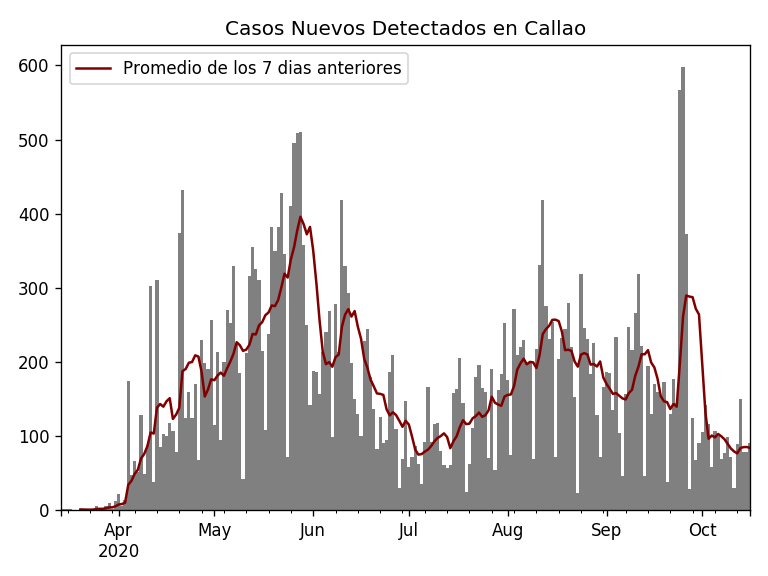 Casos Nuevos Detectados en Callao
Promedio de los 7 dias anteriores
600
500
400
300
200
100
0
Apr May Jun Jul Aug Sep Oct
2020